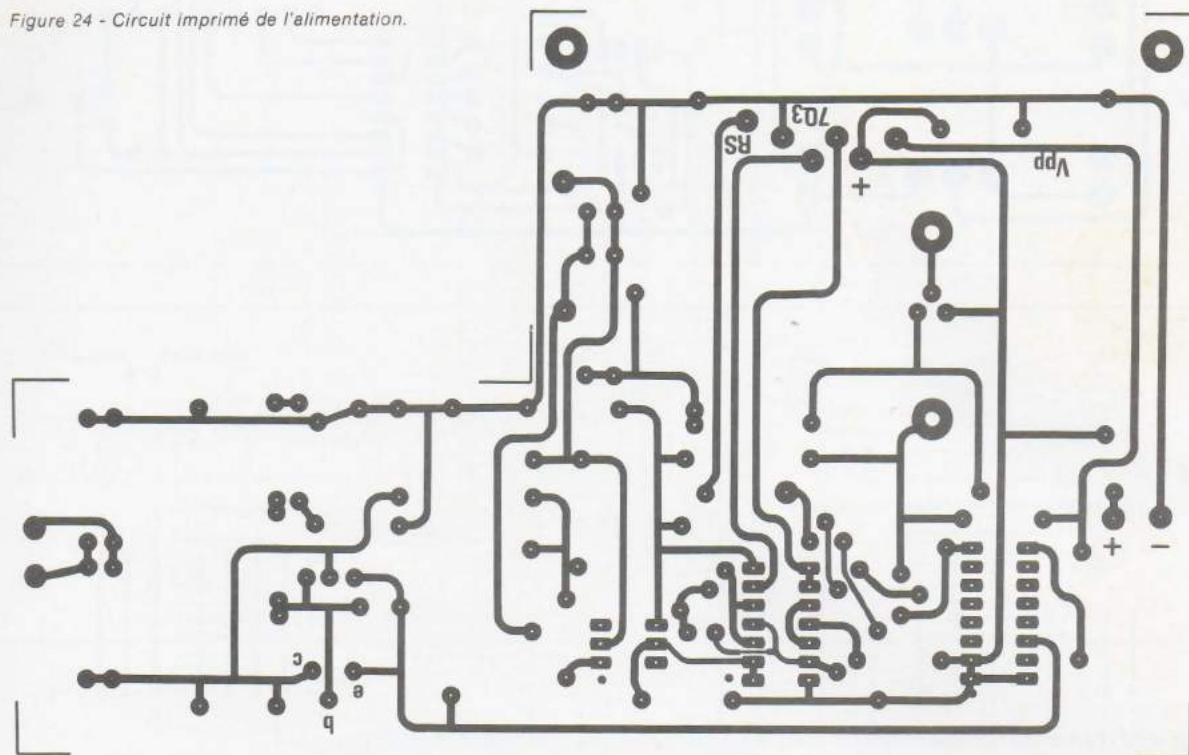 Figure 24 - Circuit imprimé de l'alimentation.
RS
703
+
Vpp
+ -
c
e
b